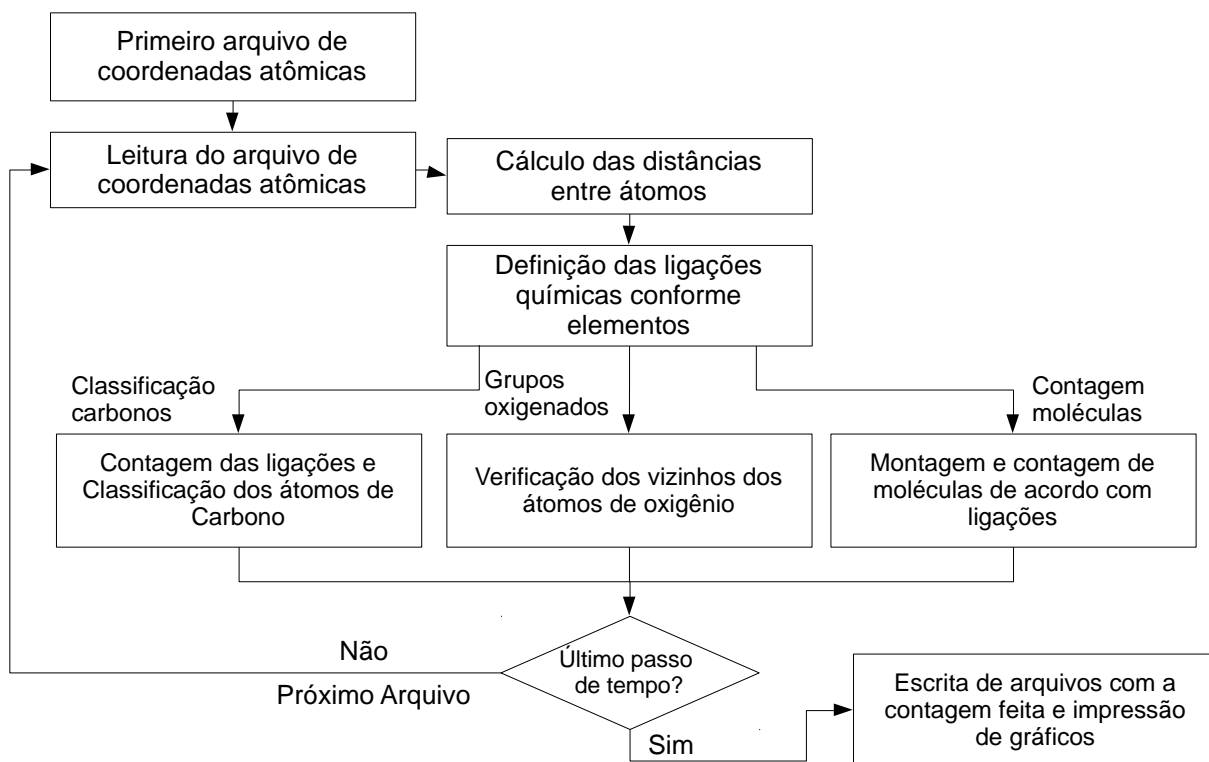 Primeiro arquivo de
coordenadas atômicas
Leitura do arquivo de
coordenadas atômicas
Cálculo das distâncias
entre átomos
Definição das ligações
químicas conforme
elementos
Classificação
carbonos
Grupos
oxigenados
Contagem
moléculas
Contagem das ligações e
Classificação dos átomos de
Carbono
Verificação dos vizinhos dos
átomos de oxigênio
Montagem e contagem de
moléculas de acordo com
ligações
Não
Próximo Arquivo
Último passo
de tempo?
Sim
Escrita de arquivos com a
contagem feita e impressão
de gráficos